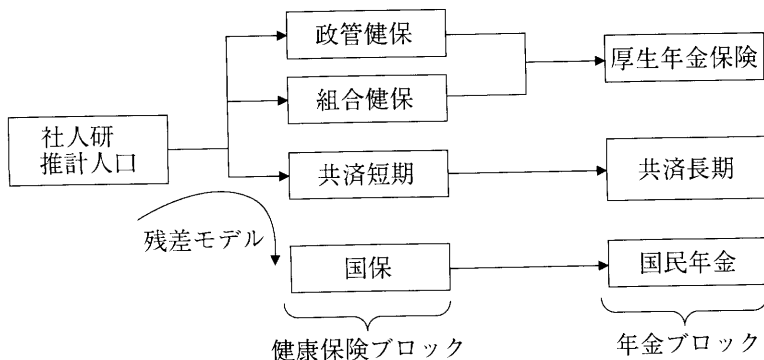 政管健保
厚生年金保険
組合健保
社人研
推計人口
共済短期
共済長期
残差モデル
国保
国民年金
健康保険ブロック
年金ブロック